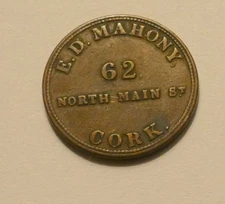 E. D. MAHONY,
62
NORTH MAIN ST
CORK.